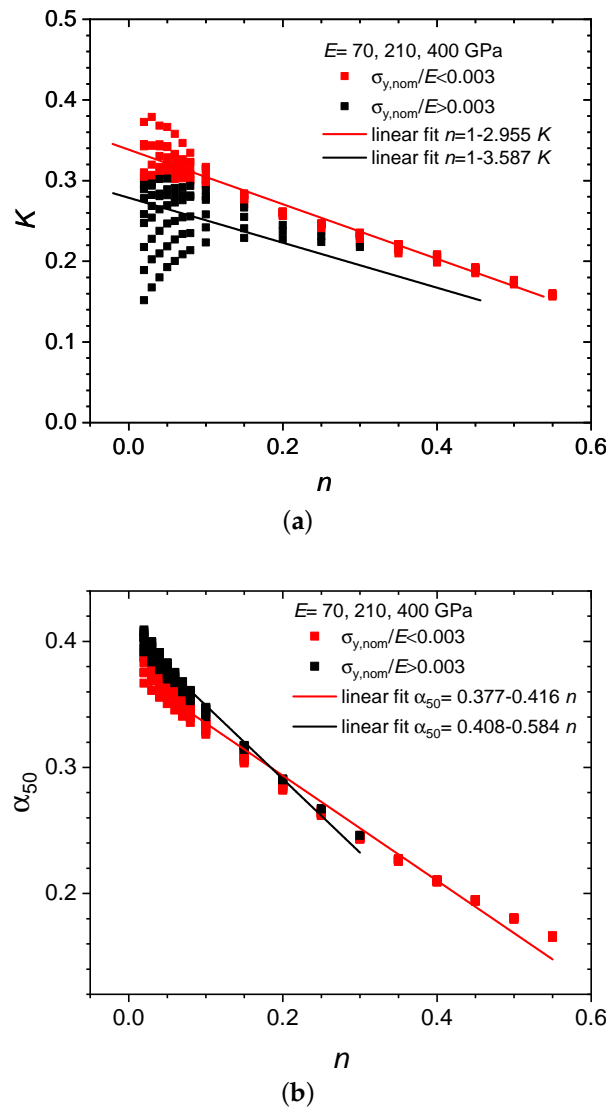 0.5
E= 70, 210, 400 GPa
σy,nom/E<0.003
σy,nom/E>0.003
linear fit n=1-2.955 K
linear fit n=1-3.587 K
0.4
0.3
0.2
0.1
0.0
K
0.0 0.2 0.4 0.6
n
(a)
E= 70, 210, 400 GPa
σy,nom/E<0.003
σy,nom/E>0.003
linear fit α50= 0.377-0.416 n
linear fit α50= 0.408-0.584 n
0.4
0.3
0.2
α50
0.0 0.2 0.4 0.6
n
(b)